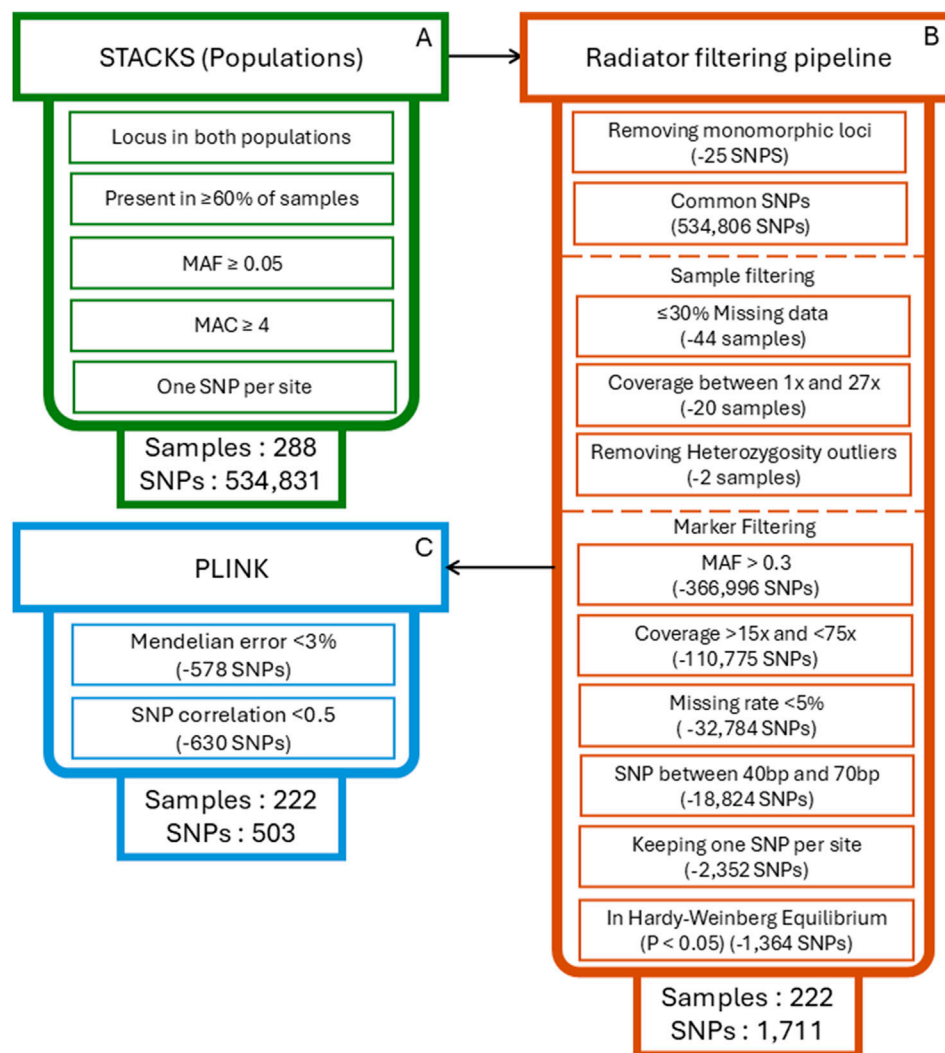 STACKS (Populations)
A
Locus in both populations
Present in ≥60% of samples
MAF ≥ 0.05
MAC ≥ 4
One SNP per site
Samples : 288
SNPs : 534,831
Radiator filtering pipeline
B
Removing monomorphic loci
(-25 SNPS)
Common SNPs
(534,806 SNPs)
Sample filtering
≤30% Missing data
(-44 samples)
Coverage between 1x and 27x
(-20 samples)
Removing Heterozygosity outliers
(-2 samples)
Marker Filtering
MAF > 0.3
(-366,996 SNPs)
Coverage >15x and <75x
(-110,775 SNPs)
Missing rate <5%
( -32,784 SNPs)
SNP between 40bp and 70bp
(-18,824 SNPs)
Keeping one SNP per site
(-2,352 SNPs)
In Hardy-Weinberg Equilibrium
(P < 0.05) (-1,364 SNPs)
Samples : 222
SNPs : 1,711
PLINK
C
Mendelian error <3%
(-578 SNPs)
SNP correlation <0.5
(-630 SNPs)
Samples : 222
SNPs : 503